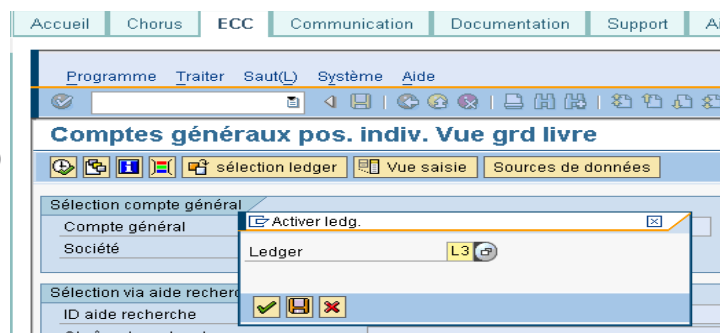 Accueil Chorus ECC Communication Documentation Support
Programme Traiter Saut(L) Système Aide
Comptes généraux pos. indiv. Vue grd livre
sélection ledger Vue saisie Sources de données
Sélection compte général
Activer ledg.
Compte général
Société
Ledger L3
Sélection via aide recherc
ID aide recherche